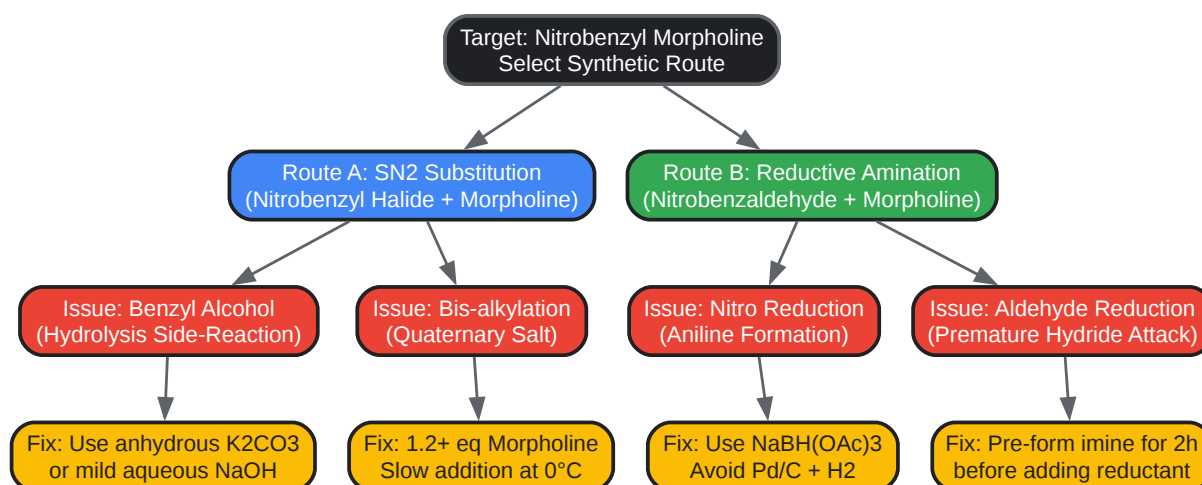 Target: Nitrobenzyl Morpholine
Select Synthetic Route
Route A: SN2 Substitution
(Nitrobenzyl Halide + Morpholine)
Route B: Reductive Amination
(Nitrobenzaldehyde + Morpholine)
Issue: Benzyl Alcohol
(Hydrolysis Side-Reaction)
Issue: Bis-alkylation
(Quaternary Salt)
Issue: Nitro Reduction
(Aniline Formation)
Issue: Aldehyde Reduction
(Premature Hydride Attack)
Fix: Use anhydrous K2CO3
or mild aqueous NaOH
Fix: 1.2+ eq Morpholine
Slow addition at 0°C
Fix: Use NaBH(OAc)3
Avoid Pd/C + H2
Fix: Pre-form imine for 2h
before adding reductant